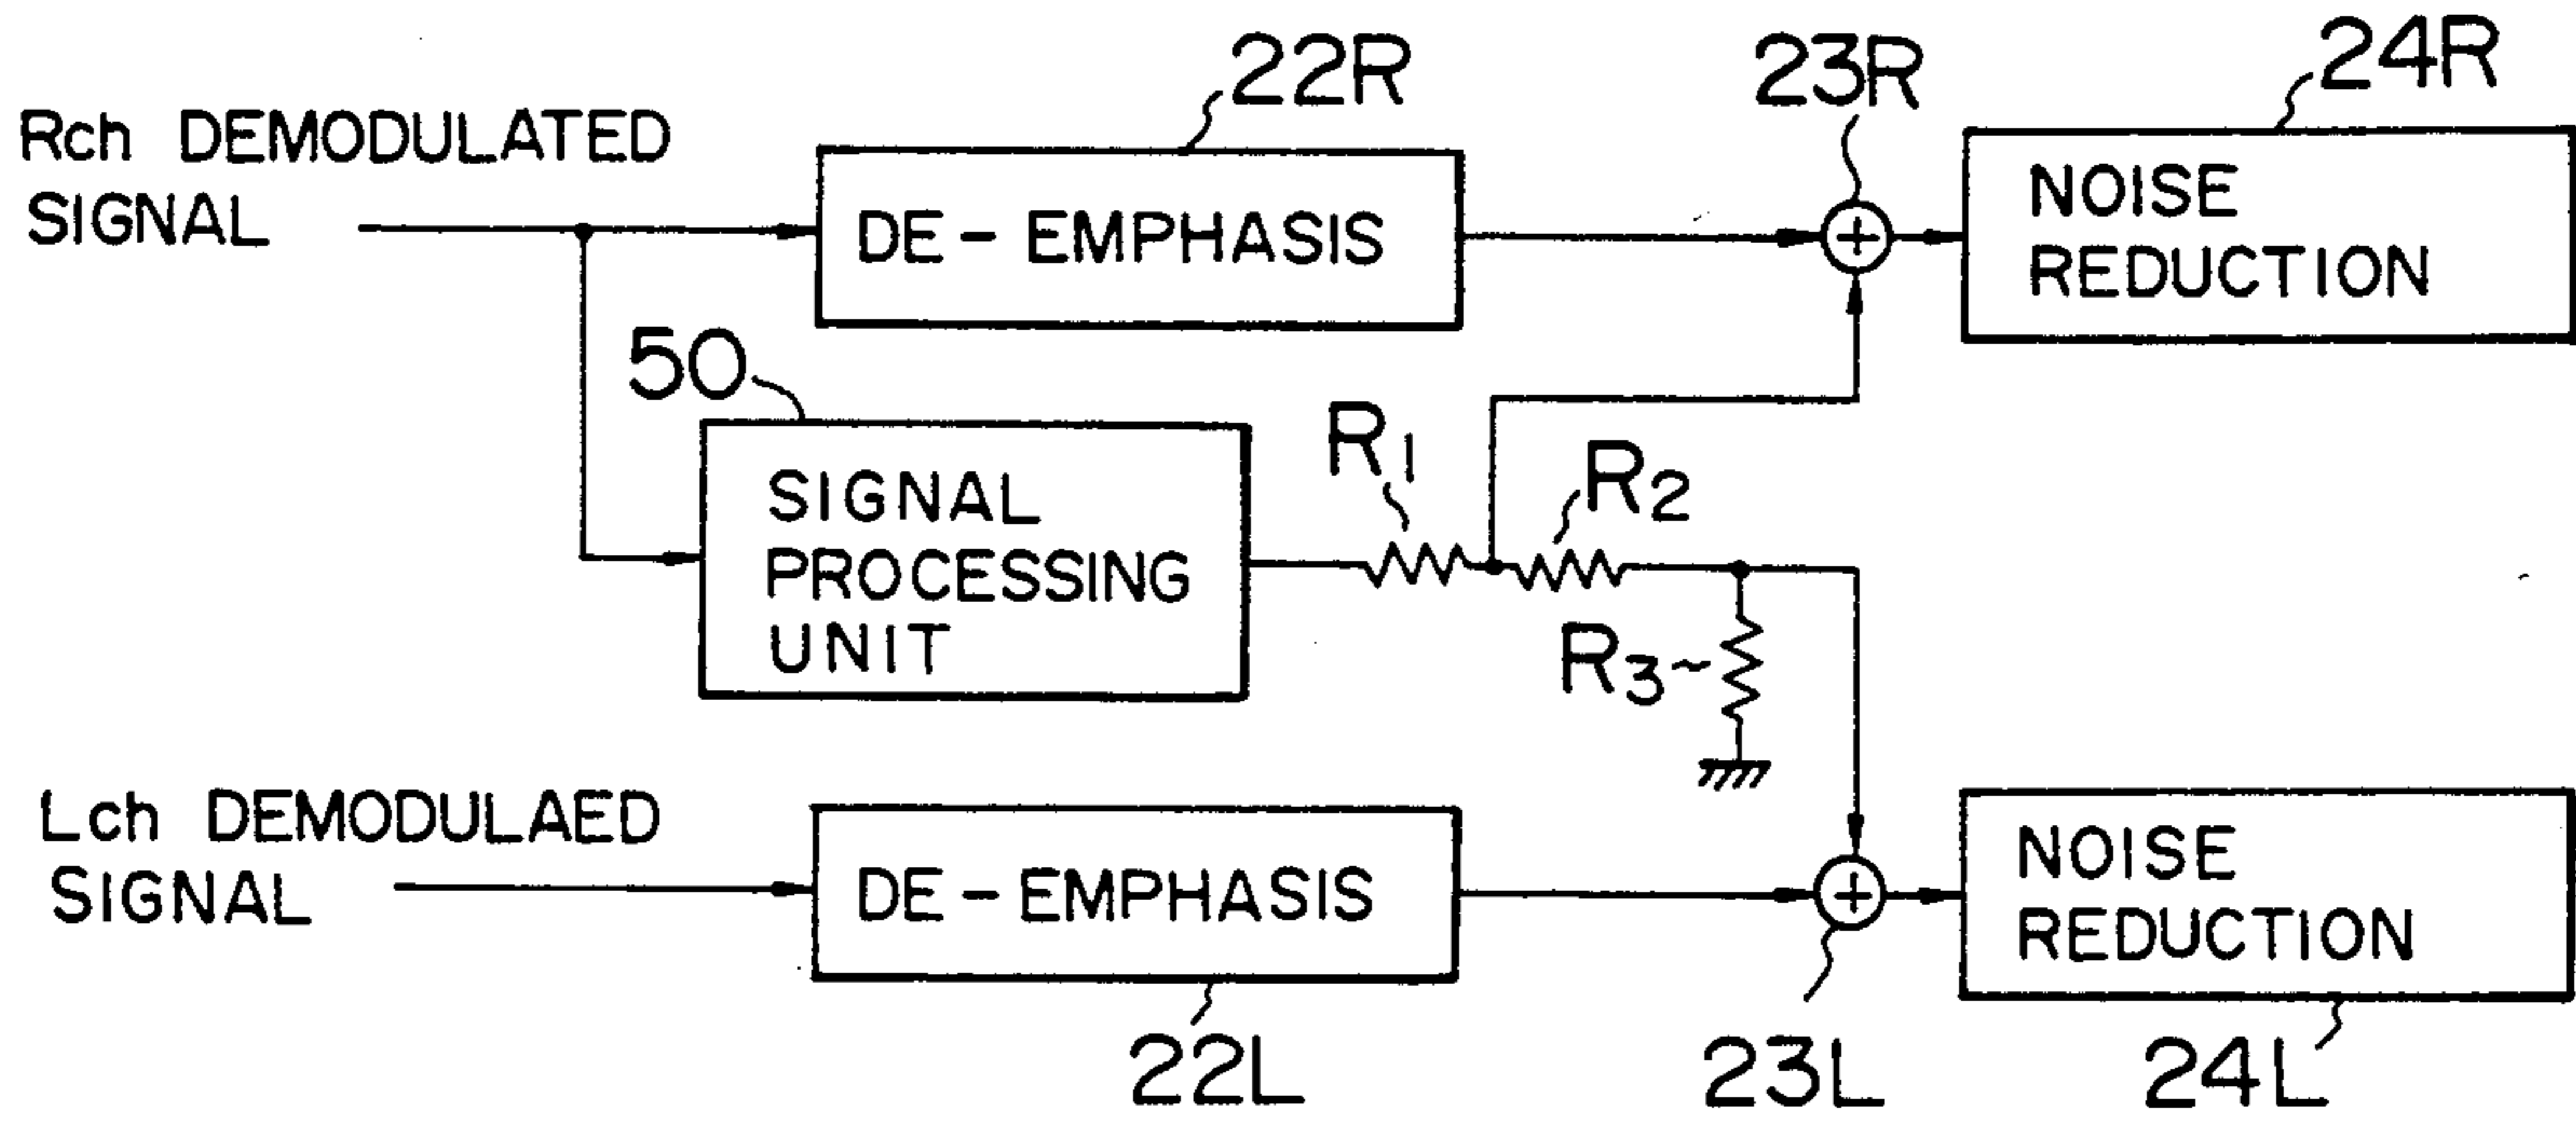 22R
23R
24R
Rch DEMODULATED
SIGNAL
DE - EMPHASIS
+
NOISE
REDUCTION
50
SIGNAL
PROCESSING
UNIT
R1
R2
R3
Lch DEMODULAED
SIGNAL
DE - EMPHASIS
+
NOISE
REDUCTION
22L
23L
24L